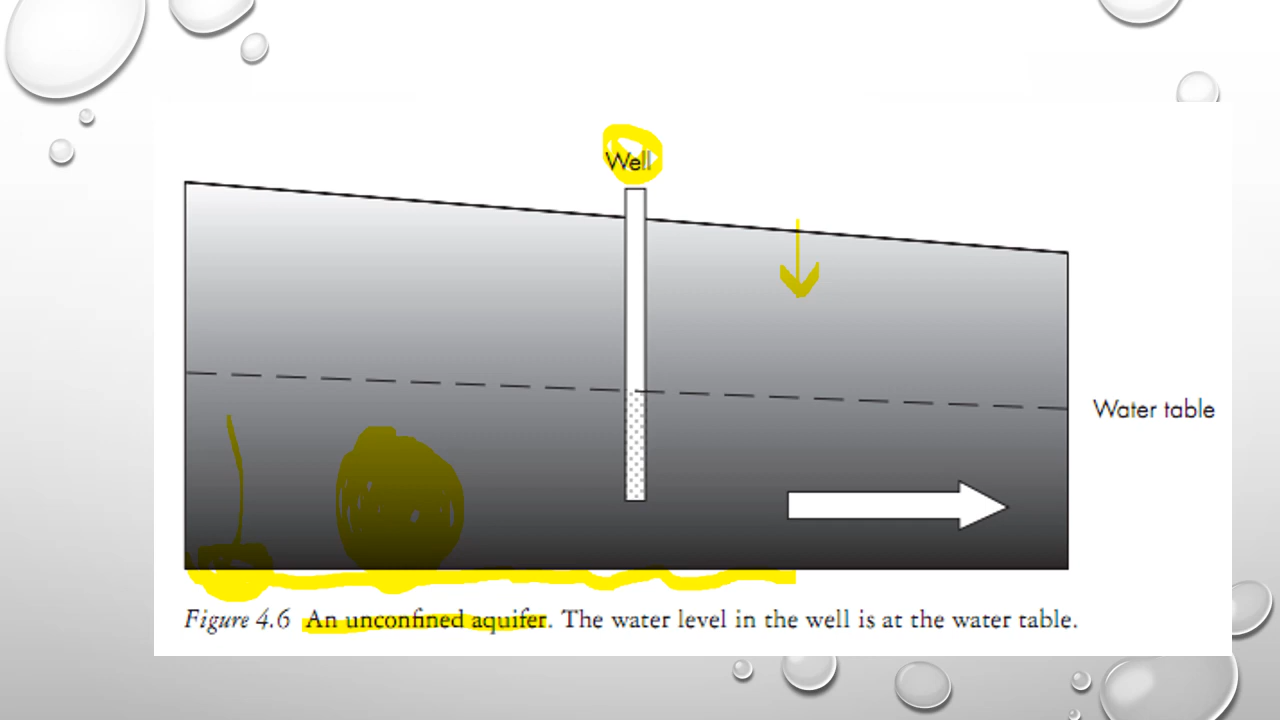 Well
Water table
Figure 4.6 An unconfined aquifer. The water level in the well is at the water table.